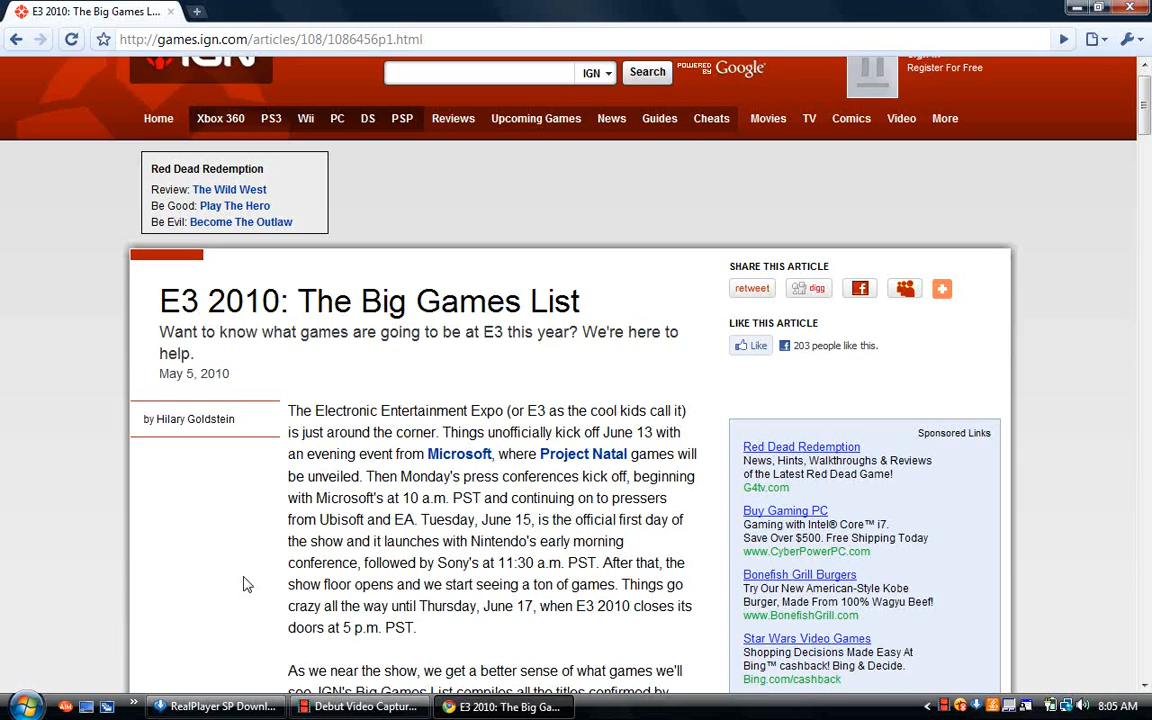 E3 2010: The Big Games L...
http://games.ign.com/articles/108/1086456p1.html
IGN
Search
POWERED BY Google
Register For Free
Home
Xbox 360
PS3
Wii
PC
DS
PSP
Reviews
Upcoming Games
News
Guides
Cheats
Movies
TV
Comics
Video
More
Red Dead Redemption
Review: The Wild West
Be Good: Play The Hero
Be Evil: Become The Outlaw
E3 2010: The Big Games List
Want to know what games are going to be at E3 this year? We're here to
help.
May 5, 2010
by Hilary Goldstein
The Electronic Entertainment Expo (or E3 as the cool kids call it)
is just around the corner. Things unofficially kick off June 13 with
an evening event from Microsoft, where Project Natal games will
be unveiled. Then Monday's press conferences kick off, beginning
with Microsoft's at 10 a.m. PST and continuing on to pressers
from Ubisoft and EA. Tuesday, June 15, is the official first day of
the show and it launches with Nintendo's early morning
conference, followed by Sony's at 11:30 a.m. PST. After that, the
show floor opens and we start seeing a ton of games. Things go
crazy all the way until Thursday, June 17, when E3 2010 closes its
doors at 5 p.m. PST.
As we near the show, we get a better sense of what games we'll
see. IGN's Big Games List compiles all the titles confirmed by
SHARE THIS ARTICLE
retweet
digg
LIKE THIS ARTICLE
Like
203 people like this.
Sponsored Links
Red Dead Redemption
News, Hints, Walkthroughs & Reviews
of the Latest Red Dead Game!
G4tv.com
Buy Gaming PC
Gaming with Intel® Core™ i7.
Save Over $500. Free Shipping Today
www.CyberPowerPC.com
Bonefish Grill Burgers
Try Our New American-Style Kobe
Burger, Made From 100% Wagyu Beef!
www.BonefishGrill.com
Star Wars Video Games
Shopping Decisions Made Easy At
Bing™ cashback! Bing & Decide.
Bing.com/cashback
RealPlayer SP Downl...
Debut Video Captur...
E3 2010: The Big Ga...
8:05 AM